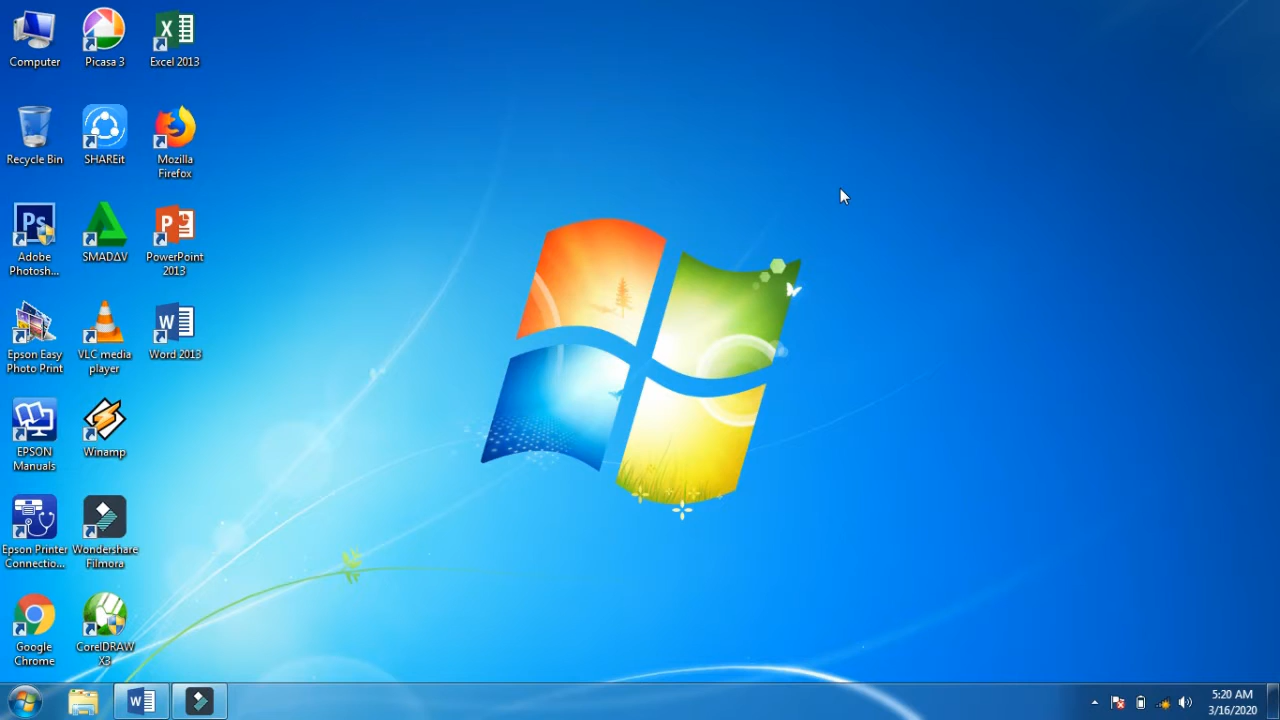 Computer
Picasa 3
Excel 2013
Recycle Bin
SHAREit
Mozilla
Firefox
Adobe
Photosh...
SMADΔV
PowerPoint
2013
Epson Easy
Photo Print
VLC media
player
Word 2013
EPSON
Manuals
Winamp
Epson Printer
Connectio...
Wondershare
Filmora
Google
Chrome
CorelDRAW
X3
5:20 AM
3/16/2020